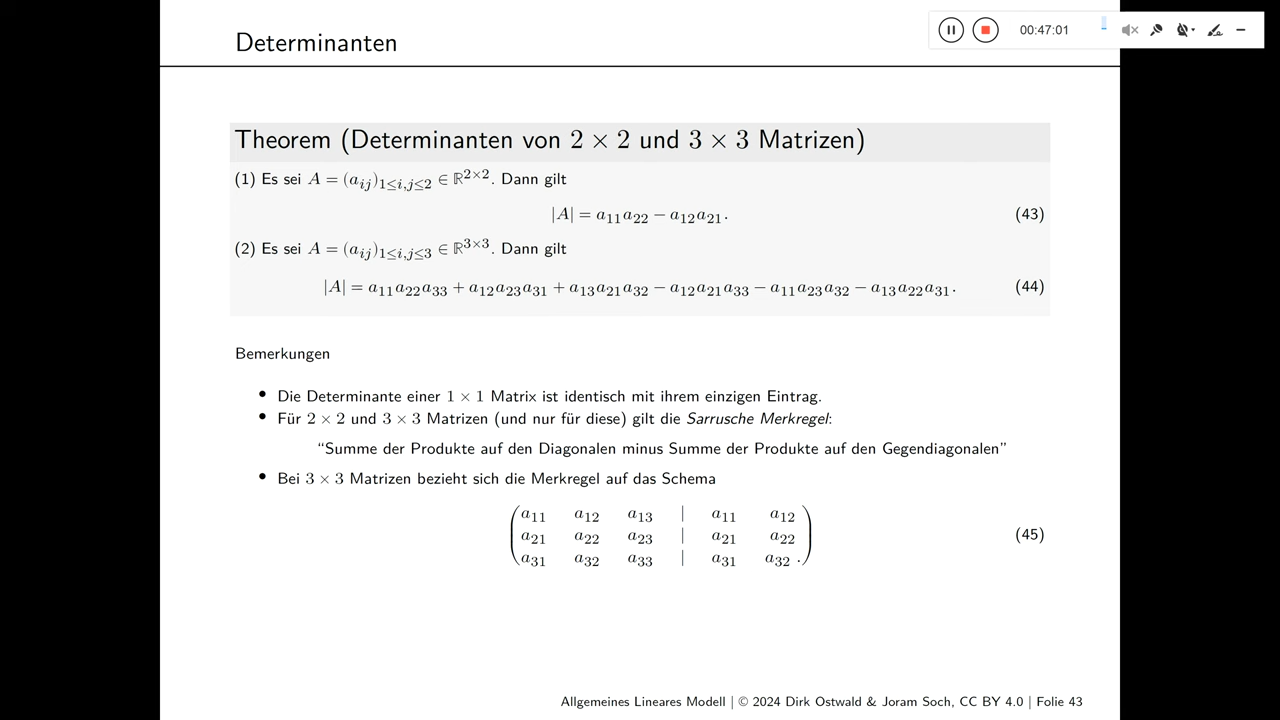 Determinanten
00:47:01
Theorem (Determinanten von 2 × 2 und 3 × 3 Matrizen)
(1) Es sei A = (a_{ij})_{1≤i,j≤2} ∈ ℝ^{2×2}. Dann gilt
|A| = a_{11}a_{22} − a_{12}a_{21}. (43)
(2) Es sei A = (a_{ij})_{1≤i,j≤3} ∈ ℝ^{3×3}. Dann gilt
|A| = a_{11}a_{22}a_{33} + a_{12}a_{23}a_{31} + a_{13}a_{21}a_{32} − a_{12}a_{21}a_{33} − a_{11}a_{23}a_{32} − a_{13}a_{22}a_{31}. (44)
Bemerkungen
• Die Determinante einer 1 × 1 Matrix ist identisch mit ihrem einzigen Eintrag.
• Für 2 × 2 und 3 × 3 Matrizen (und nur für diese) gilt die Sarrusche Merkregel:
“Summe der Produkte auf den Diagonalen minus Summe der Produkte auf den Gegendiagonalen”
• Bei 3 × 3 Matrizen bezieht sich die Merkregel auf das Schema
a_{11} a_{12} a_{13} | a_{11} a_{12}
a_{21} a_{22} a_{23} | a_{21} a_{22} (45)
a_{31} a_{32} a_{33} | a_{31} a_{32} .
Allgemeines Lineares Modell | © 2024 Dirk Ostwald & Joram Soch, CC BY 4.0 | Folie 43